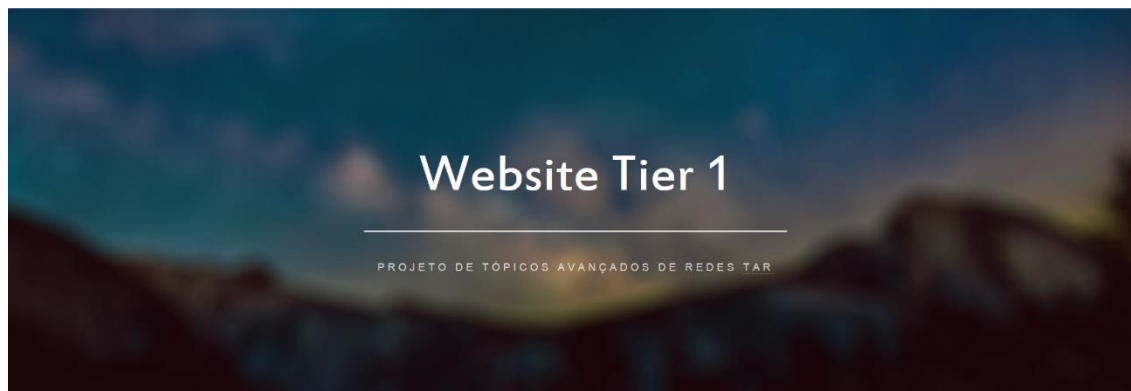 Website Tier 1
PROJETO DE TÓPICOS AVANÇADOS DE REDES TAR